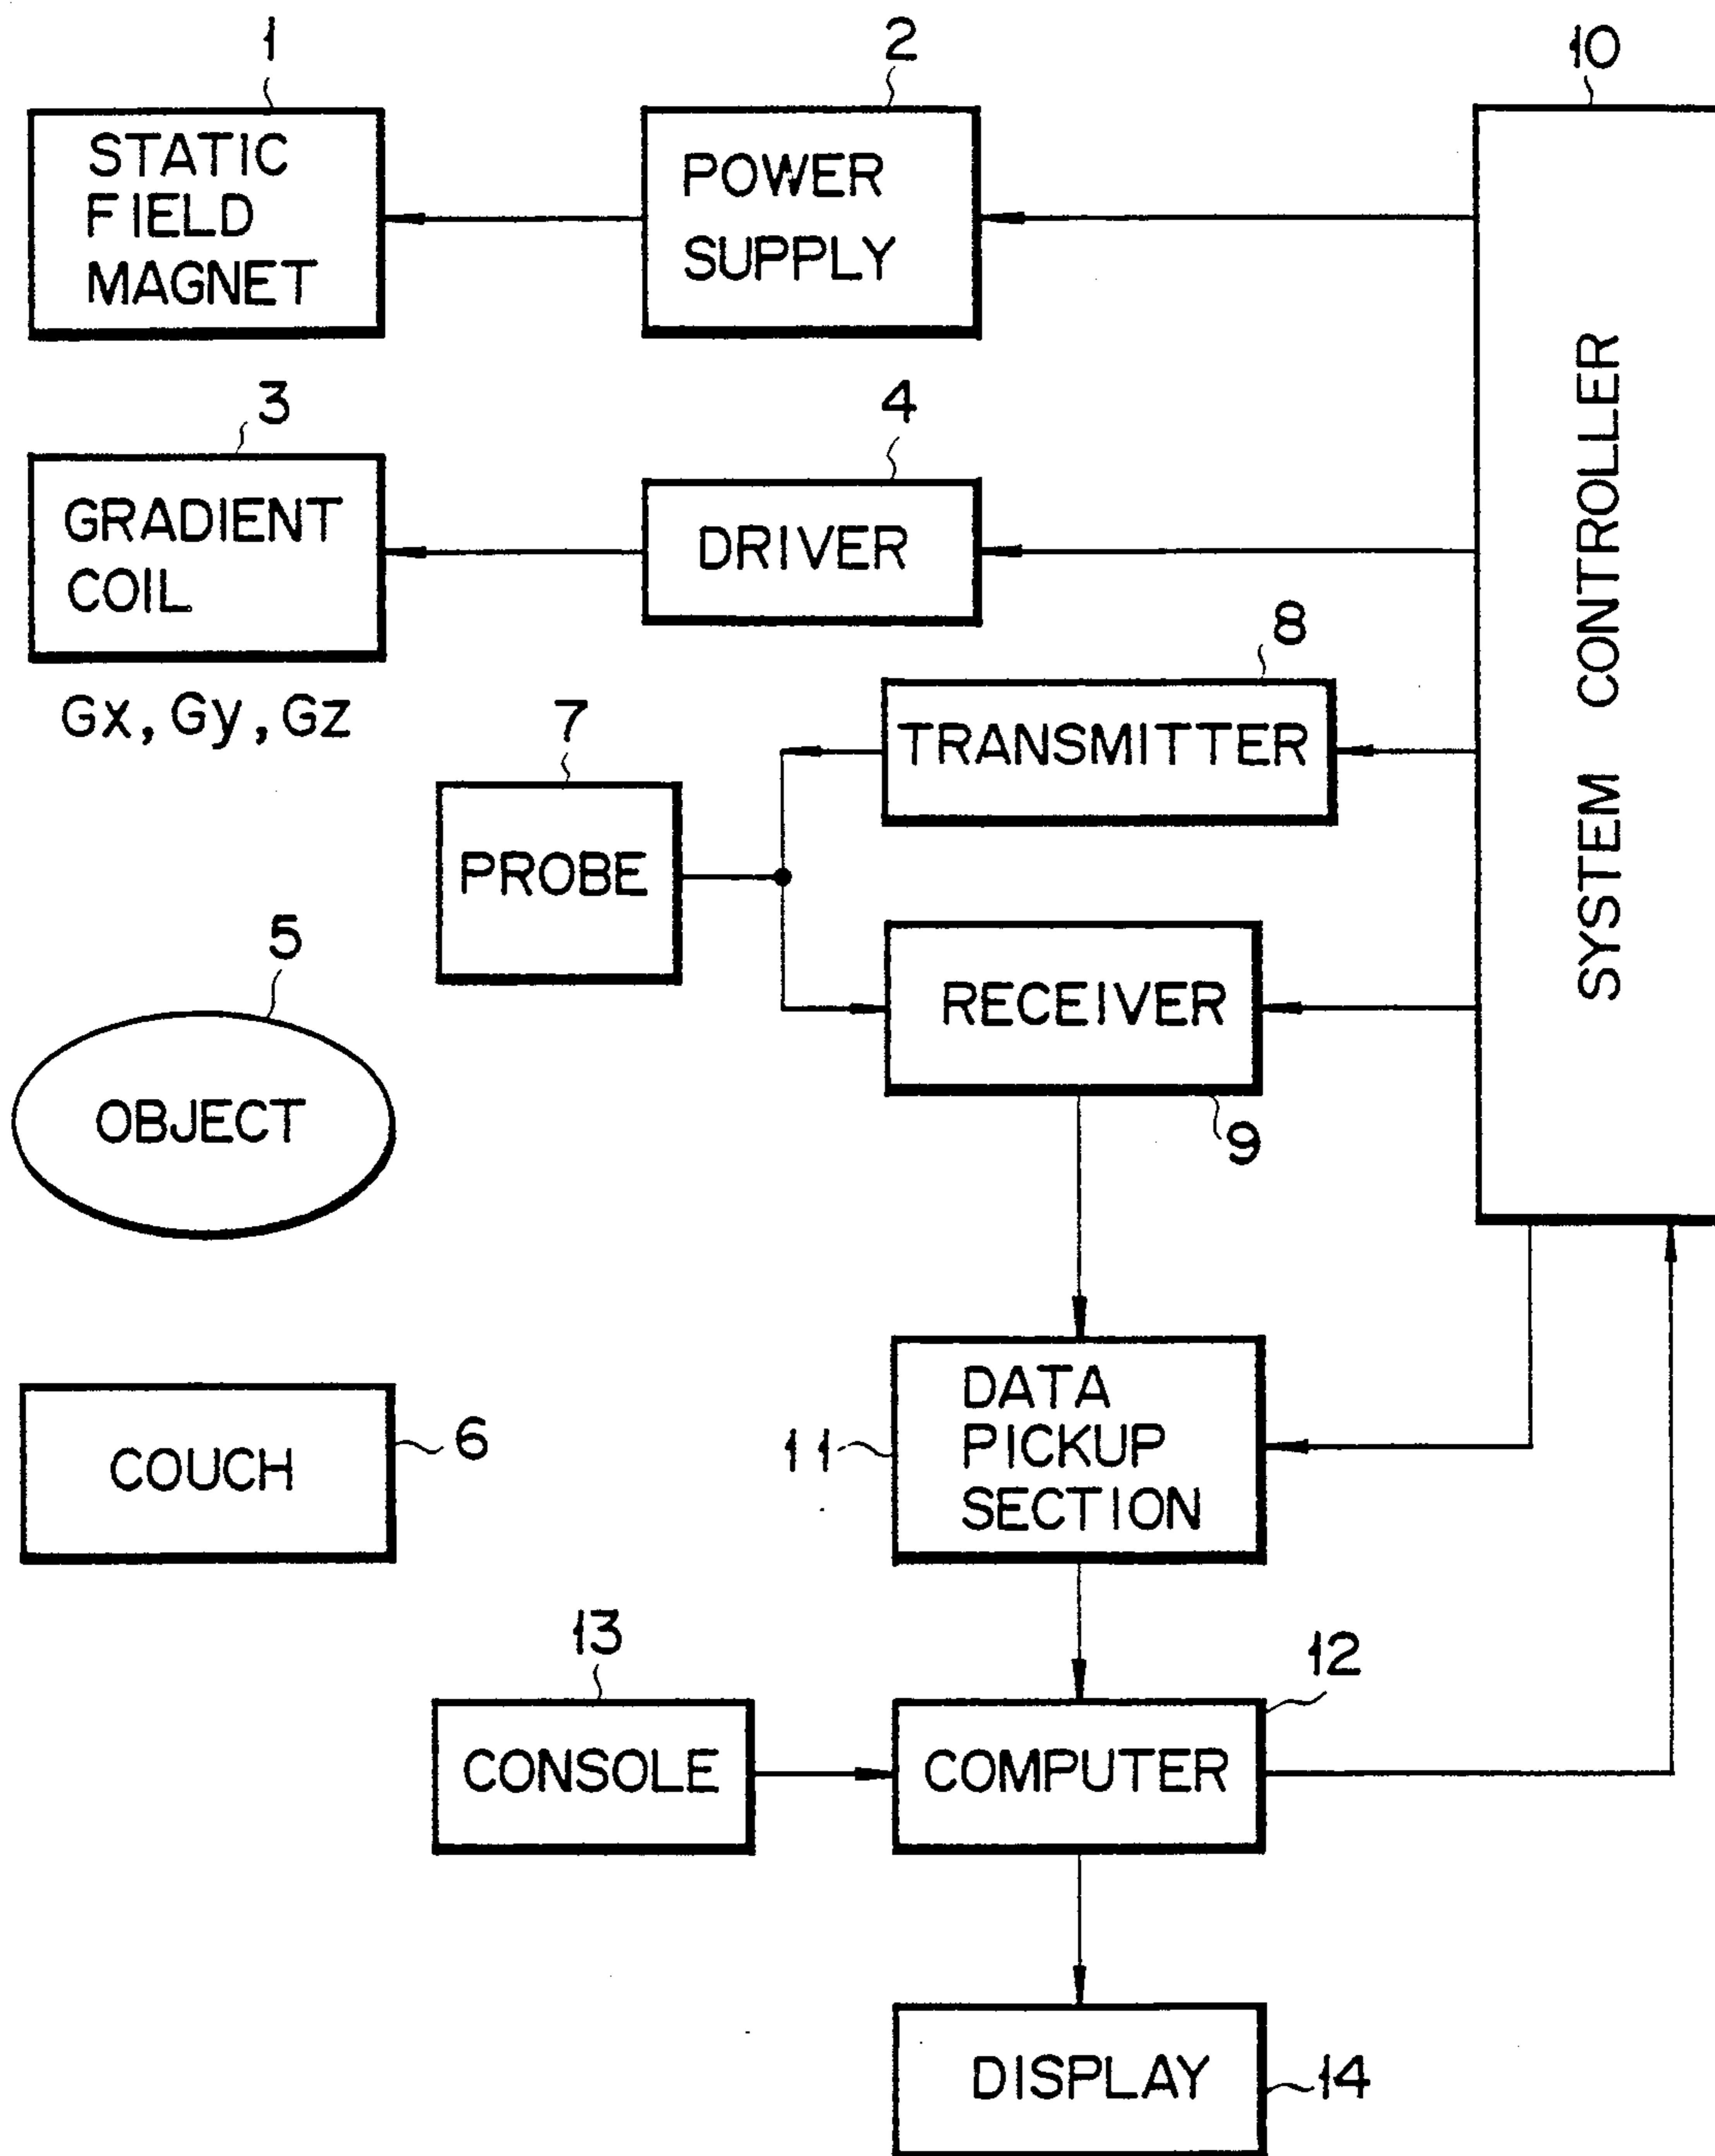 1
2
10
STATIC
FIELD
MAGNET
POWER
SUPPLY
3
4
GRADIENT
COIL
DRIVER
SYSTEM CONTROLLER
Gx, Gy, Gz
8
TRANSMITTER
7
PROBE
RECEIVER
9
5
OBJECT
COUCH
6
11
DATA
PICKUP
SECTION
13
CONSOLE
12
COMPUTER
DISPLAY
14